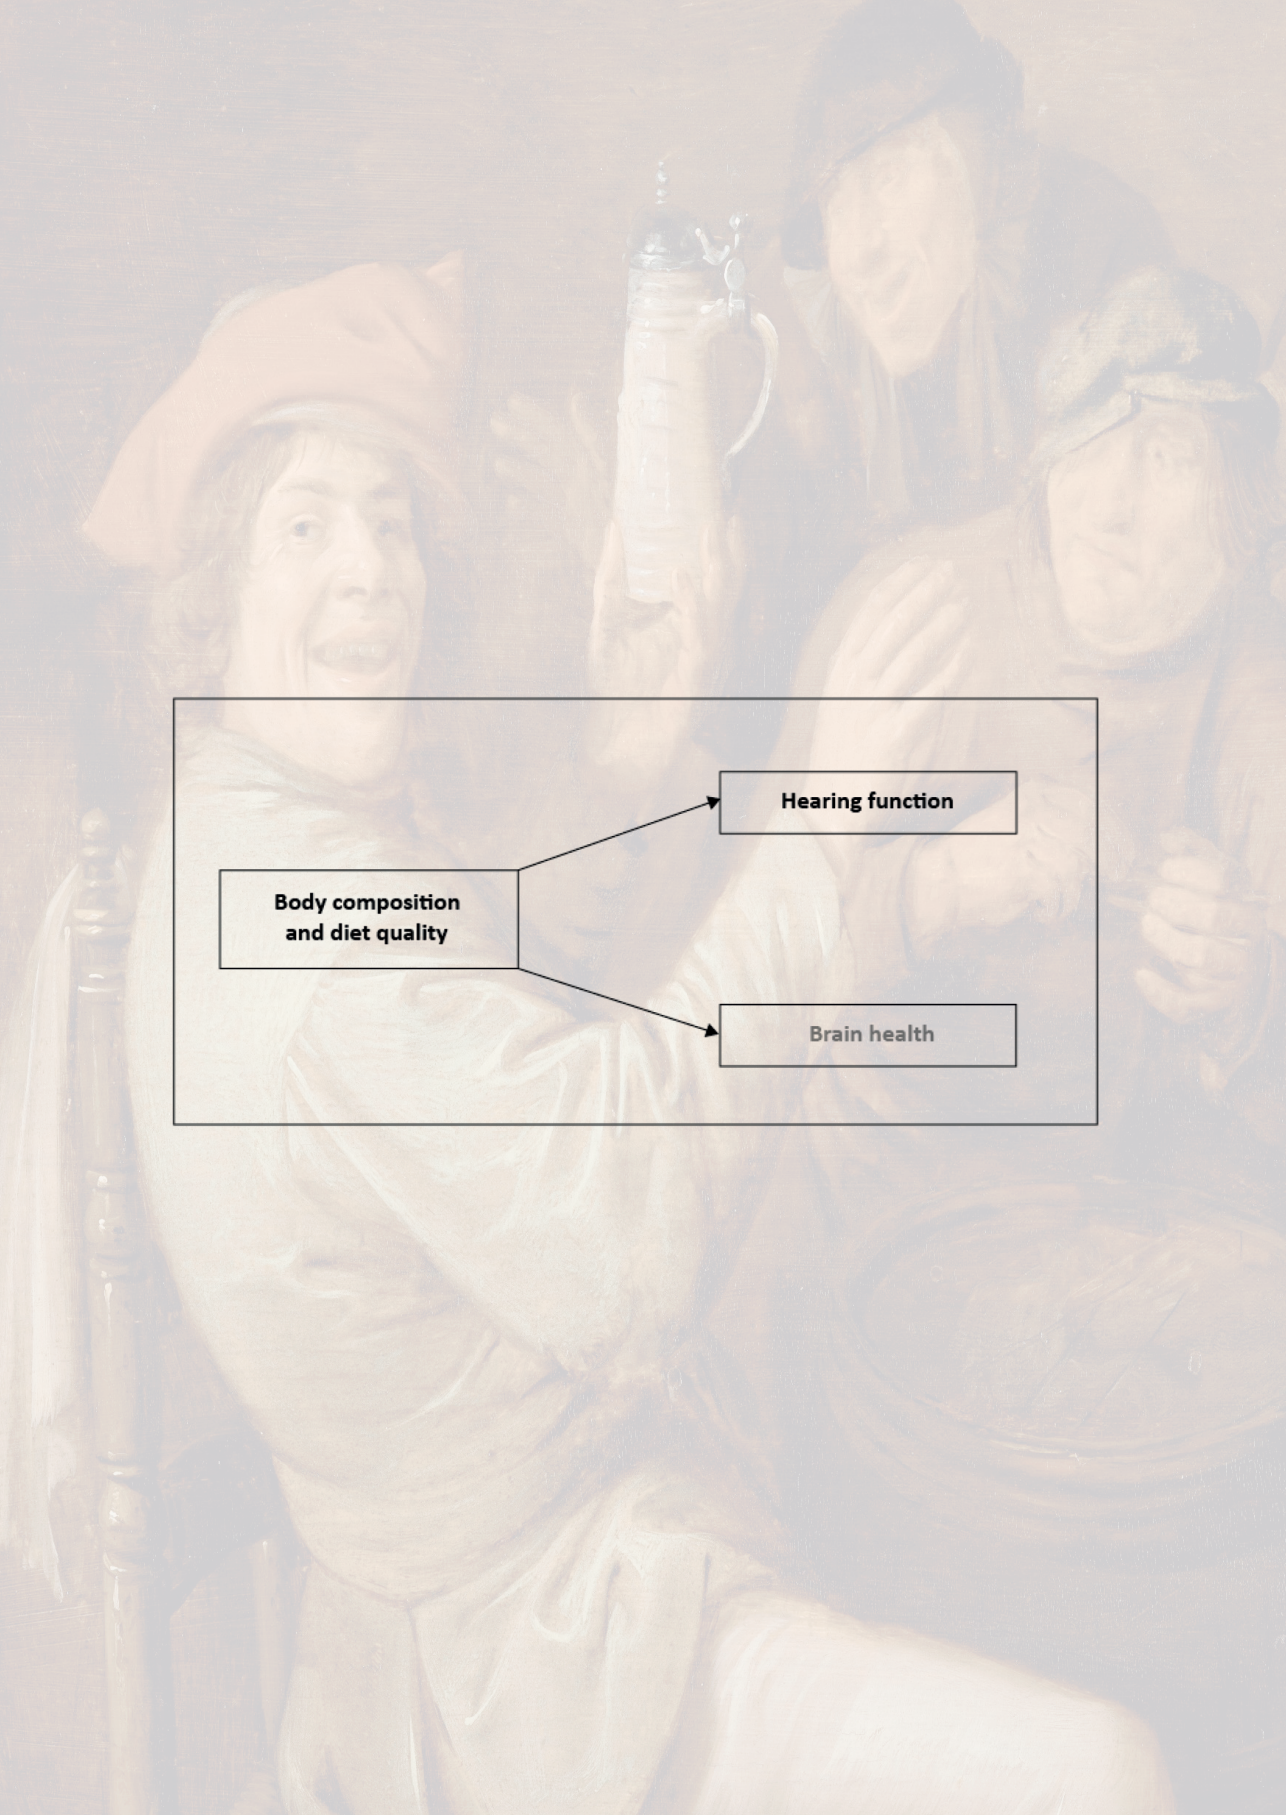 Hearing function
Body composition
and diet quality
Brain health